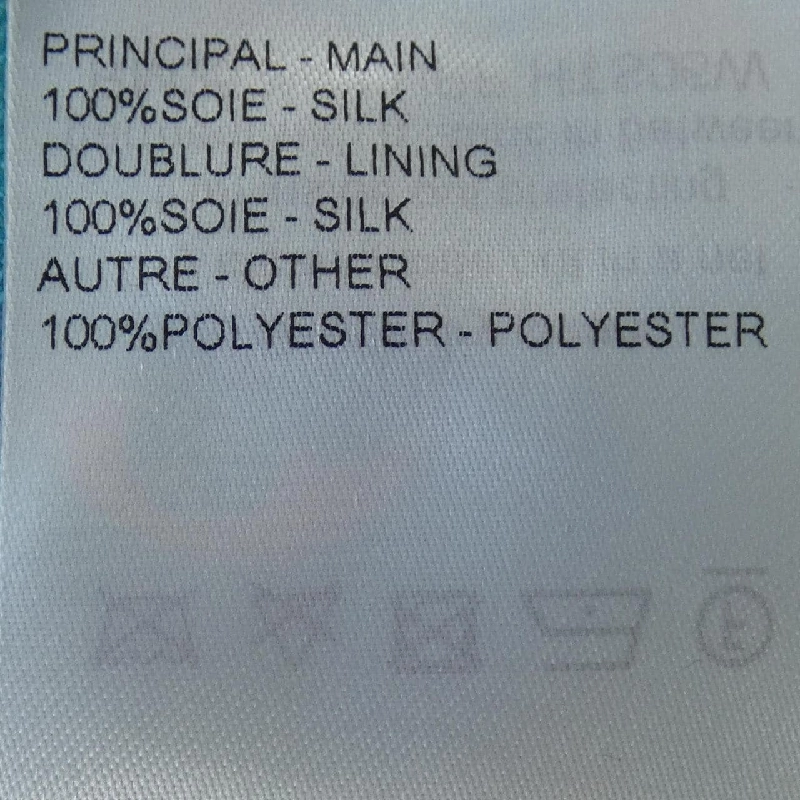 PRINCIPAL - MAIN
100%SOIE - SILK
DOUBLURE - LINING
100%SOIE - SILK
AUTRE - OTHER
100%POLYESTER - POLYESTER